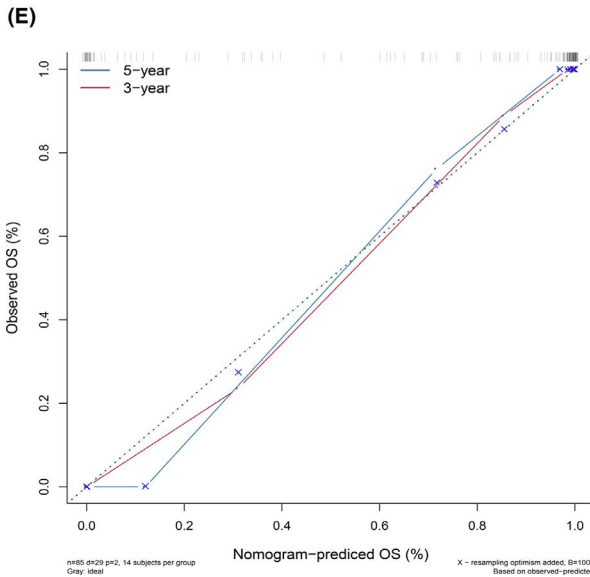 (E)
5-year
3-year
1.0
0.8
0.6
0.4
0.2
0.0
Observed OS (%)
0.0 0.2 0.4 0.6 0.8 1.0
Nomogram-prediced OS (%)
n=85 d=29 p=2, 14 subjects per group
Gray: ideal
X - resampling optimism added, B=100
Based on observed-predicte